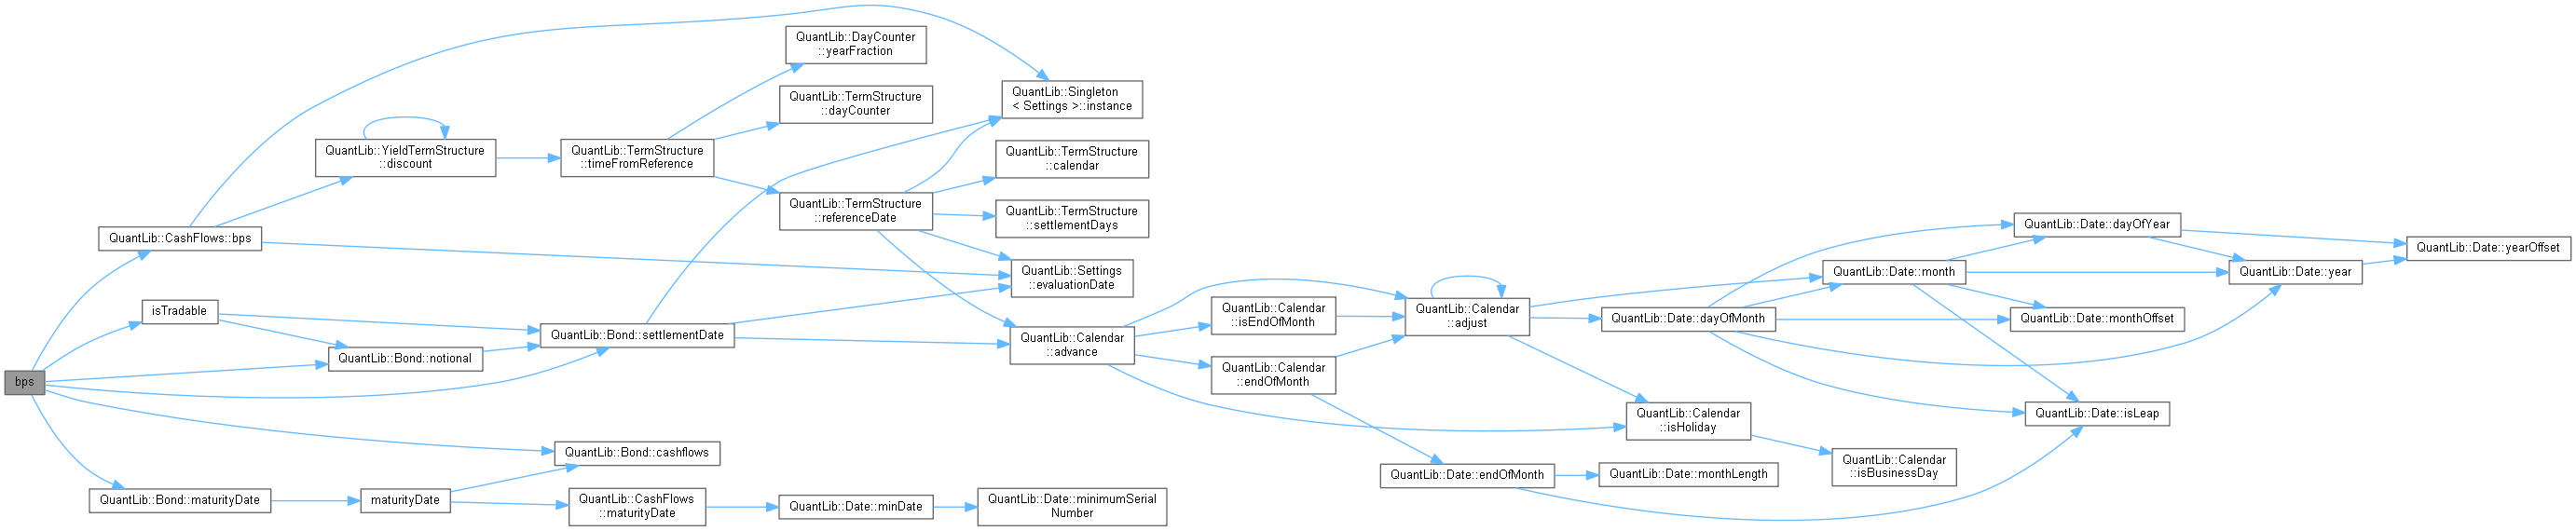 bps
QuantLib::CashFlows::bps
isTradable
QuantLib::Bond::maturityDate
QuantLib::YieldTermStructure
::discount
QuantLib::Bond::notional
maturityDate
QuantLib::TermStructure
::timeFromReference
QuantLib::Bond::settlementDate
QuantLib::Bond::cashflows
QuantLib::CashFlows
::maturityDate
QuantLib::DayCounter
::yearFraction
QuantLib::TermStructure
::dayCounter
QuantLib::TermStructure
::referenceDate
QuantLib::Date::minDate
QuantLib::Singleton
< Settings >::instance
QuantLib::TermStructure
::calendar
QuantLib::TermStructure
::settlementDays
QuantLib::Settings
::evaluationDate
QuantLib::Calendar
::advance
QuantLib::Date::minimumSerial
Number
QuantLib::Calendar
::isEndOfMonth
QuantLib::Calendar
::endOfMonth
QuantLib::Calendar
::adjust
QuantLib::Date::endOfMonth
QuantLib::Date::dayOfMonth
QuantLib::Calendar
::isHoliday
QuantLib::Date::monthLength
QuantLib::Date::month
QuantLib::Calendar
::isBusinessDay
QuantLib::Date::dayOfYear
QuantLib::Date::monthOffset
QuantLib::Date::isLeap
QuantLib::Date::year
QuantLib::Date::yearOffset